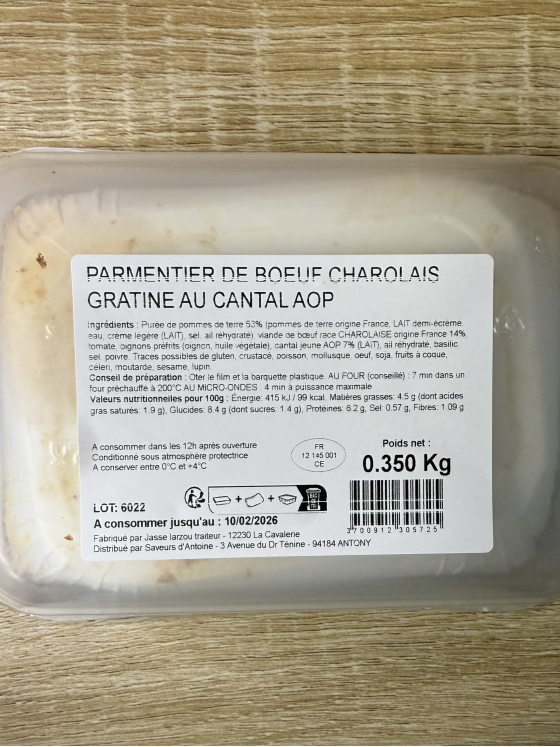 PARMENTIER DE BOEUF CHAROLAIS
GRATINE AU CANTAL AOP
Ingrédients : Purée de pommes de terre 53% (pommes de terre origine France, LAIT demi-écrémé,
eau, crème légère (LAIT), sel, ail réhydraté), viande de bœuf race CHAROLAISE origine France 14%,
tomate, oignons préfrits (oignon, huile végétale), cantal jeune AOP 7% (LAIT), ail réhydraté, basilic,
sel, poivre. Traces possibles de gluten, crustacé, poisson, mollusque, oeuf, soja, fruits à coque,
céleri, moutarde, sésame, lupin.
Conseil de préparation : Oter le film et la barquette plastique. AU FOUR (conseillé) : 7 min dans un
four préchauffé à 200°C AU MICRO-ONDES : 4 min à puissance maximale
Valeurs nutritionnelles pour 100g : Énergie: 415 kJ / 99 kcal, Matières grasses: 4.5 g (dont acides
gras saturés: 1.9 g), Glucides: 8.4 g (dont sucres: 1.4 g), Protéines: 6.2 g, Sel: 0.57 g, Fibres: 1.09 g
A consommer dans les 12h après ouverture
Conditionné sous atmosphère protectrice
A conserver entre 0°C et +4°C
FR
12 145 001
CE
Poids net :
0.350 Kg
LOT: 6022
A consommer jusqu'au : 10/02/2026
Fabriqué par Jasse larzou traiteur - 12230 La Cavalerie
Distribué par Saveurs d'Antoine - 3 Avenue du Dr Ténine - 94184 ANTONY
3 700912 305725